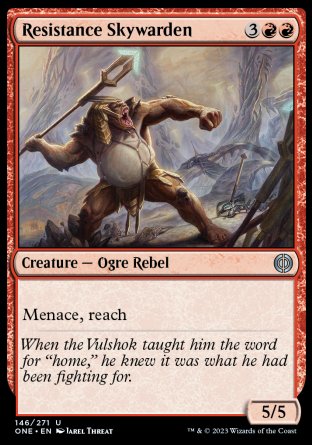 Resistance Skywarden 3
Creature — Ogre Rebel
Menace, reach
When the Vulshok taught him the word
for “home,” he knew it was what he had
been fighting for.
5/5
146/271 U
ONE • EN JAREL THREAT
™ & © 2023 Wizards of the Coast